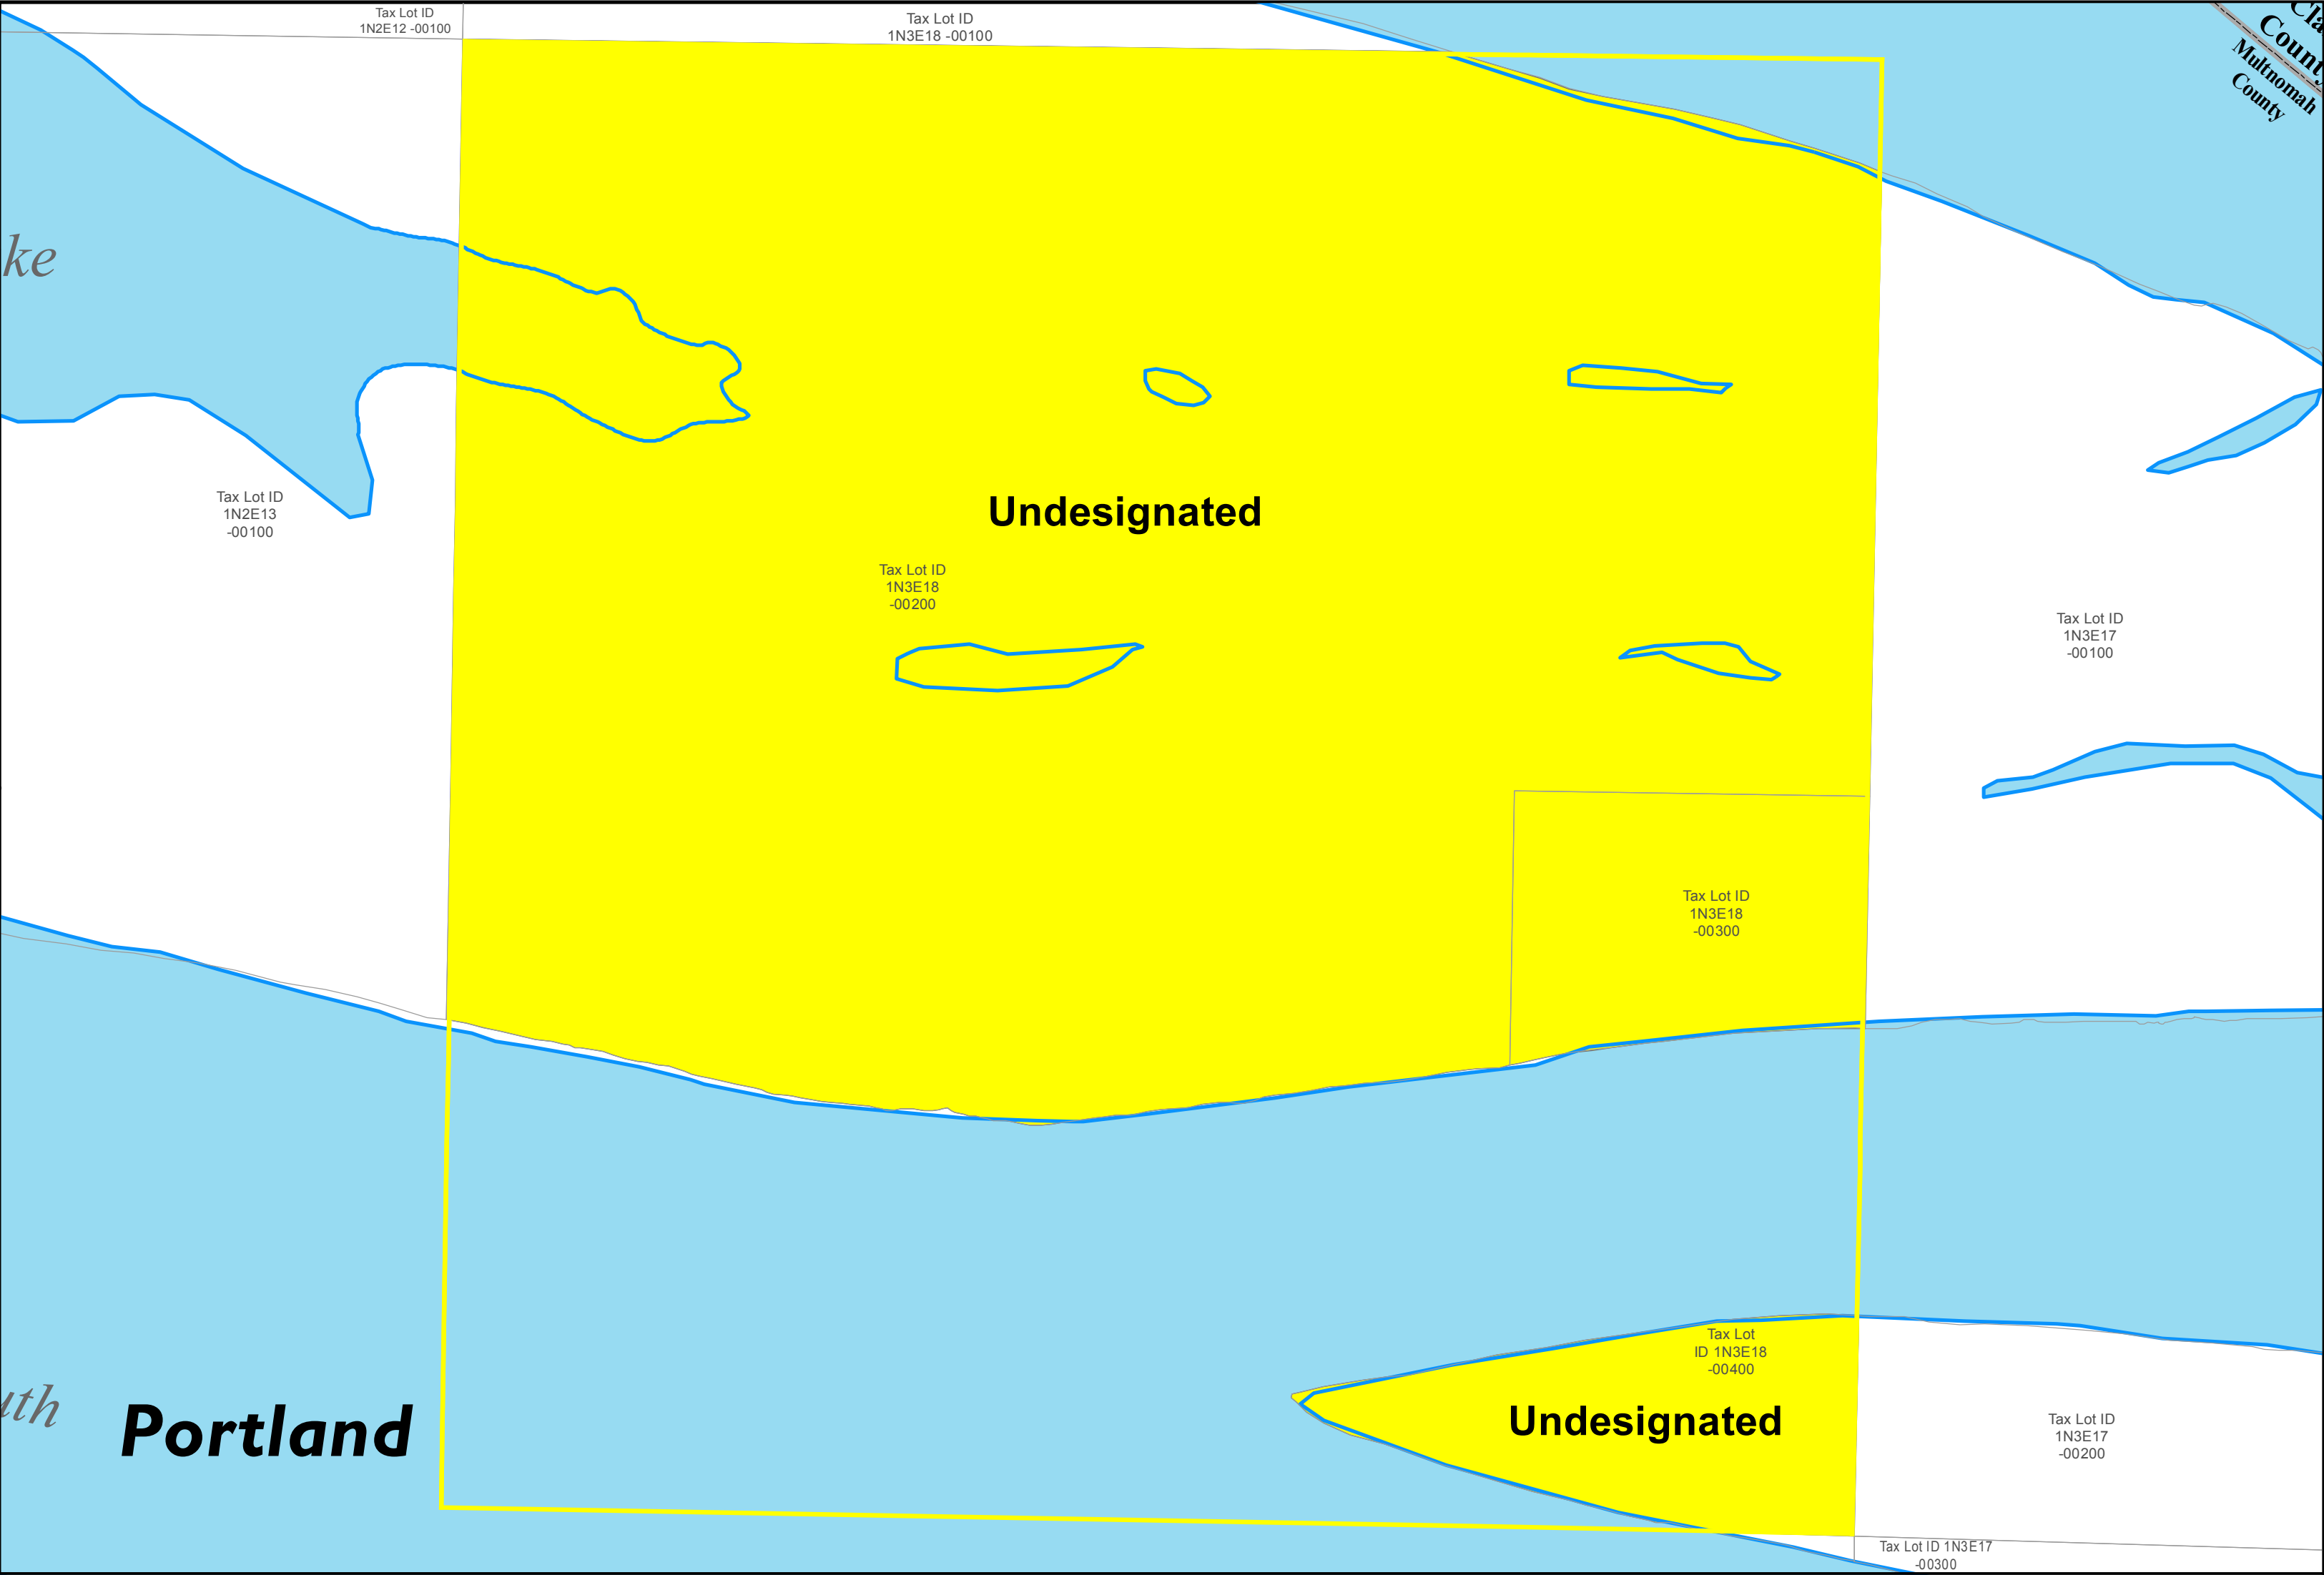 Tax Lot ID
1N2E12 -00100
Tax Lot ID
1N3E18 -00100
County
Multnomah
County
ke
Tax Lot ID
1N2E13
-00100
Undesignated
Tax Lot ID
1N3E18
-00200
Tax Lot ID
1N3E17
-00100
Tax Lot ID
1N3E18
-00300
Tax Lot
ID 1N3E18
-00400
Undesignated
uth
Portland
Tax Lot ID
1N3E17
-00200
Tax Lot ID 1N3E17
-00300